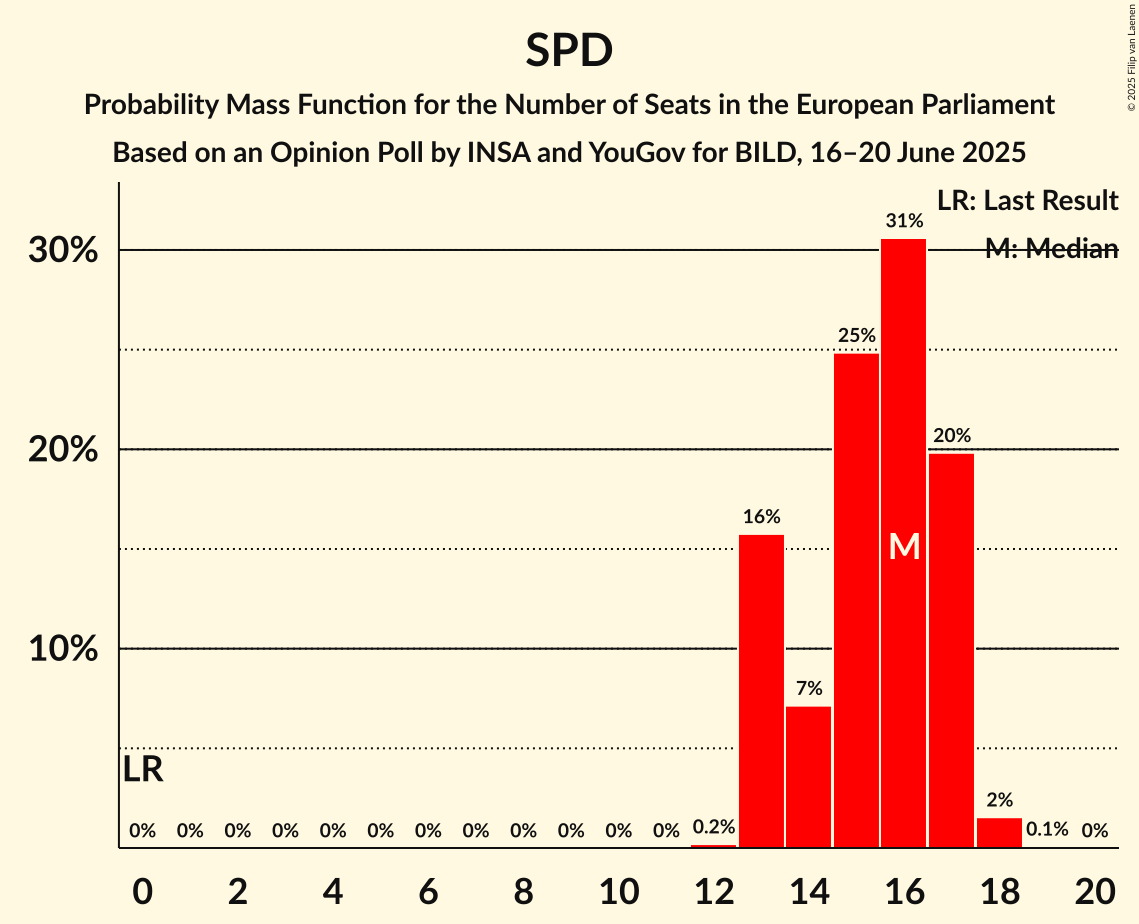 SPD
Probability Mass Function for the Number of Seats in the European Parliament
Based on an Opinion Poll by INSA and YouGov for BILD, 16–20 June 2025
© 2025 Filip van Laenen
LR: Last Result
M: Median
30%
20%
10%
31%
25%
20%
16%
M
7%
LR
2%
0% 0% 0% 0% 0% 0% 0% 0% 0% 0% 0% 0% 0.2% 0.1% 0%
0 2 4 6 8 10 12 14 16 18 20